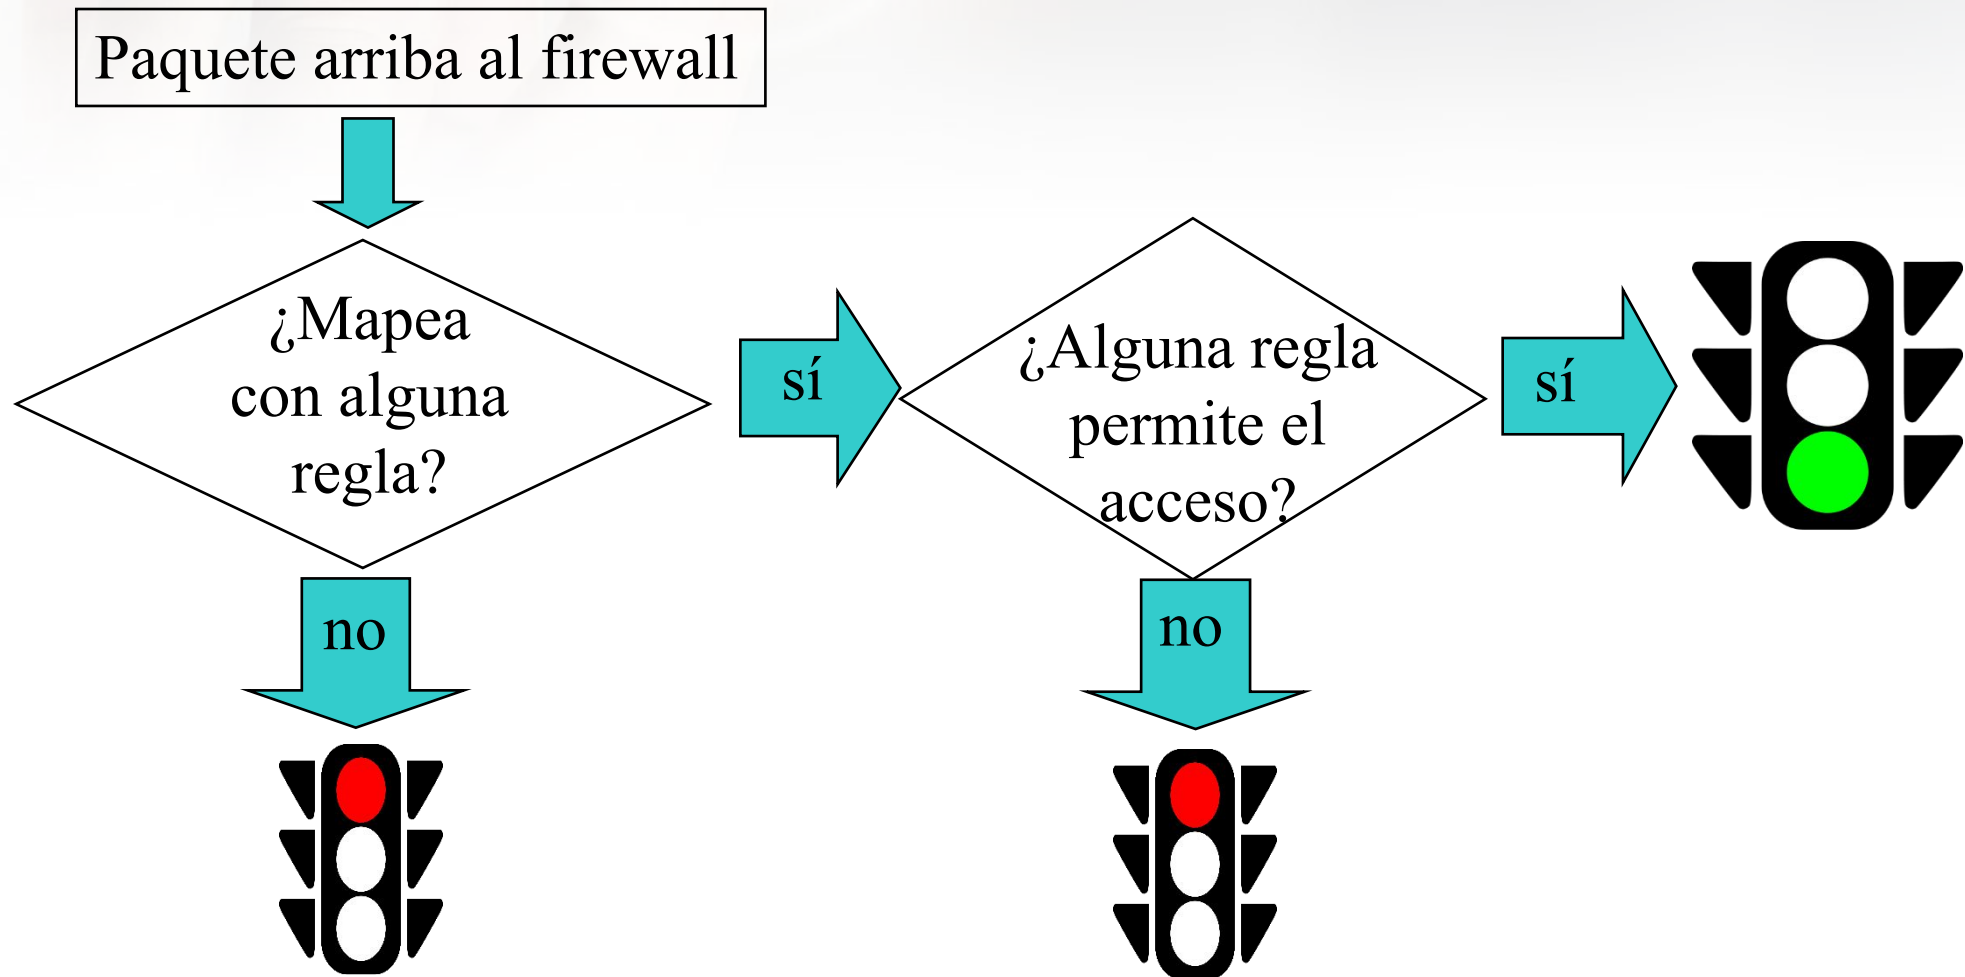 Paquete arriba al firewall
¿Mapea
con alguna
regla?
sí
¿Alguna regla
permite el
acceso?
sí
no
no